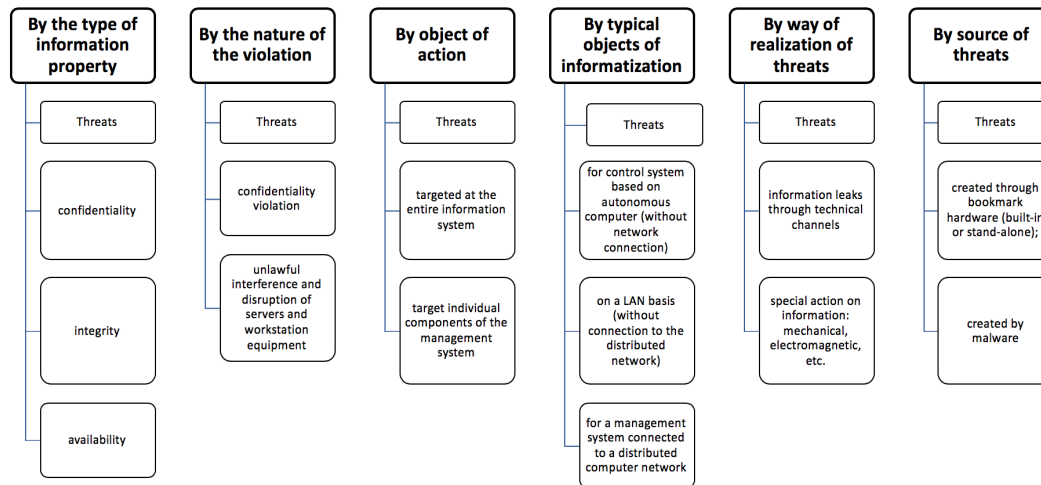 By the type of
information
property
Threats
confidentiality
integrity
availability
By the nature of
the violation
Threats
confidentiality
violation
unlawful
interference and
disruption of
servers and
workstation
equipment
By object of
action
Threats
targeted at the
entire information
system
target individual
components of the
management
system
By typical
objects of
informatization
Threats
for control system
based on
autonomous
computer (without
network
connection)
on a LAN basis
(without
connection to the
distributed
network)
for a management
system connected
to a distributed
computer network
By way of
realization of
threats
Threats
information leaks
through technical
channels
special action on
information:
mechanical,
electromagnetic,
etc.
By source of
threats
Threats
created through
bookmark
hardware (built-in
or stand-alone);
created by
malware